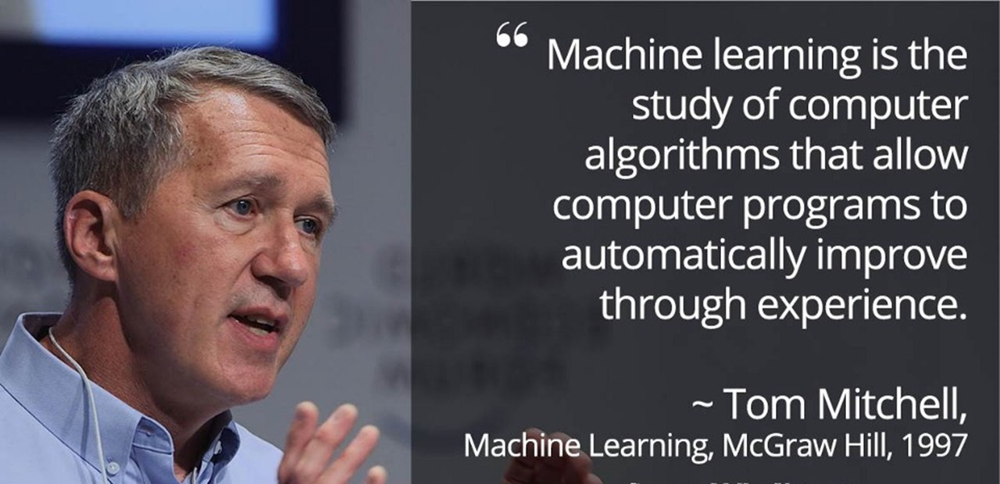 “ Machine learning is the
study of computer
algorithms that allow
computer programs to
automatically improve
through experience.
~ Tom Mitchell,
Machine Learning, McGraw Hill, 1997